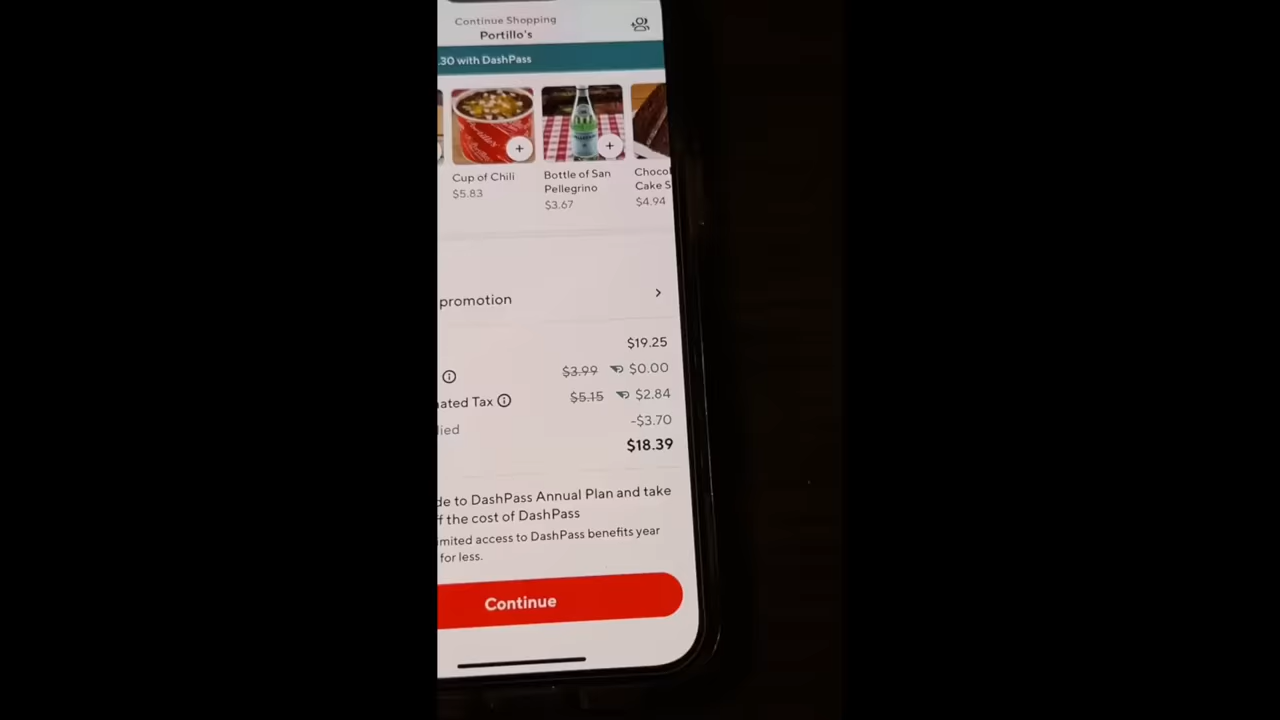 Continue Shopping
Portillo's
.30 with DashPass
Cup of Chili
$5.83
Bottle of San
Pellegrino
$3.67
Choco
Cake S
$4.94
promotion
$19.25
$3.99 $0.00
nated Tax $5.15 $2.84
lied -$3.70
$18.39
de to DashPass Annual Plan and take
ff the cost of DashPass
imited access to DashPass benefits year
for less.
Continue